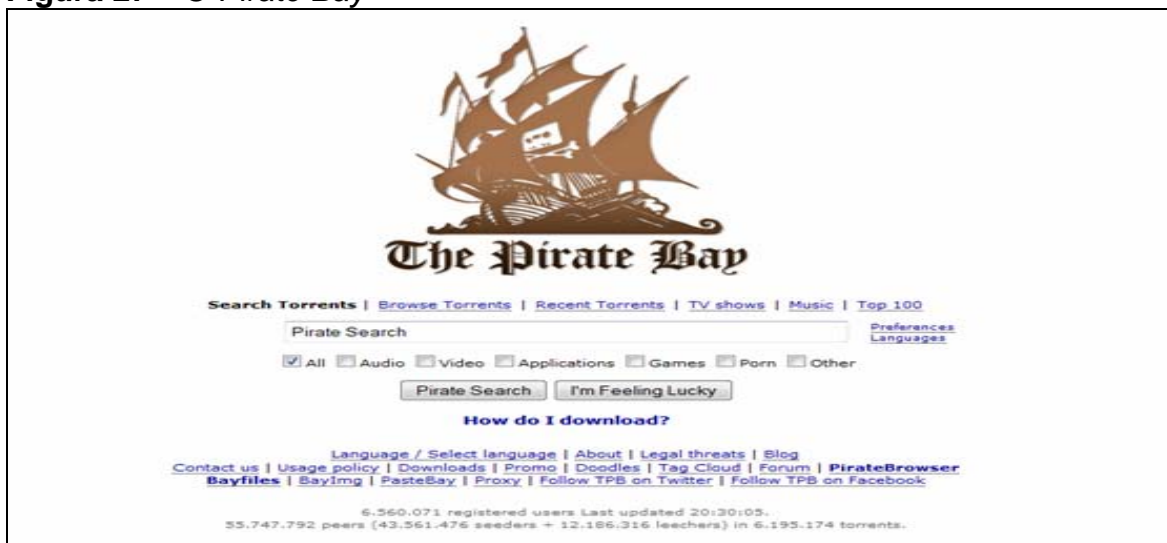 The Pirate Bay
Search Torrents | Browse Torrents | Recent Torrents | TV shows | Music | Top 100
Pirate Search
Preferences
Languages
All Audio Video Applications Games Porn Other
Pirate Search I'm Feeling Lucky
How do I download?
Language / Select language | About | Legal threats | Blog
Contact us | Usage policy | Downloads | Promo | Doodles | Tag Cloud | Forum | PirateBrowser
Bayfiles | BayImg | PasteBay | Proxy | Follow TPB on Twitter | Follow TPB on Facebook
6.560.071 registered users Last updated 20:30:05.
55.747.792 peers (43.561.476 seeders + 12.186.316 leechers) in 6.195.174 torrents.